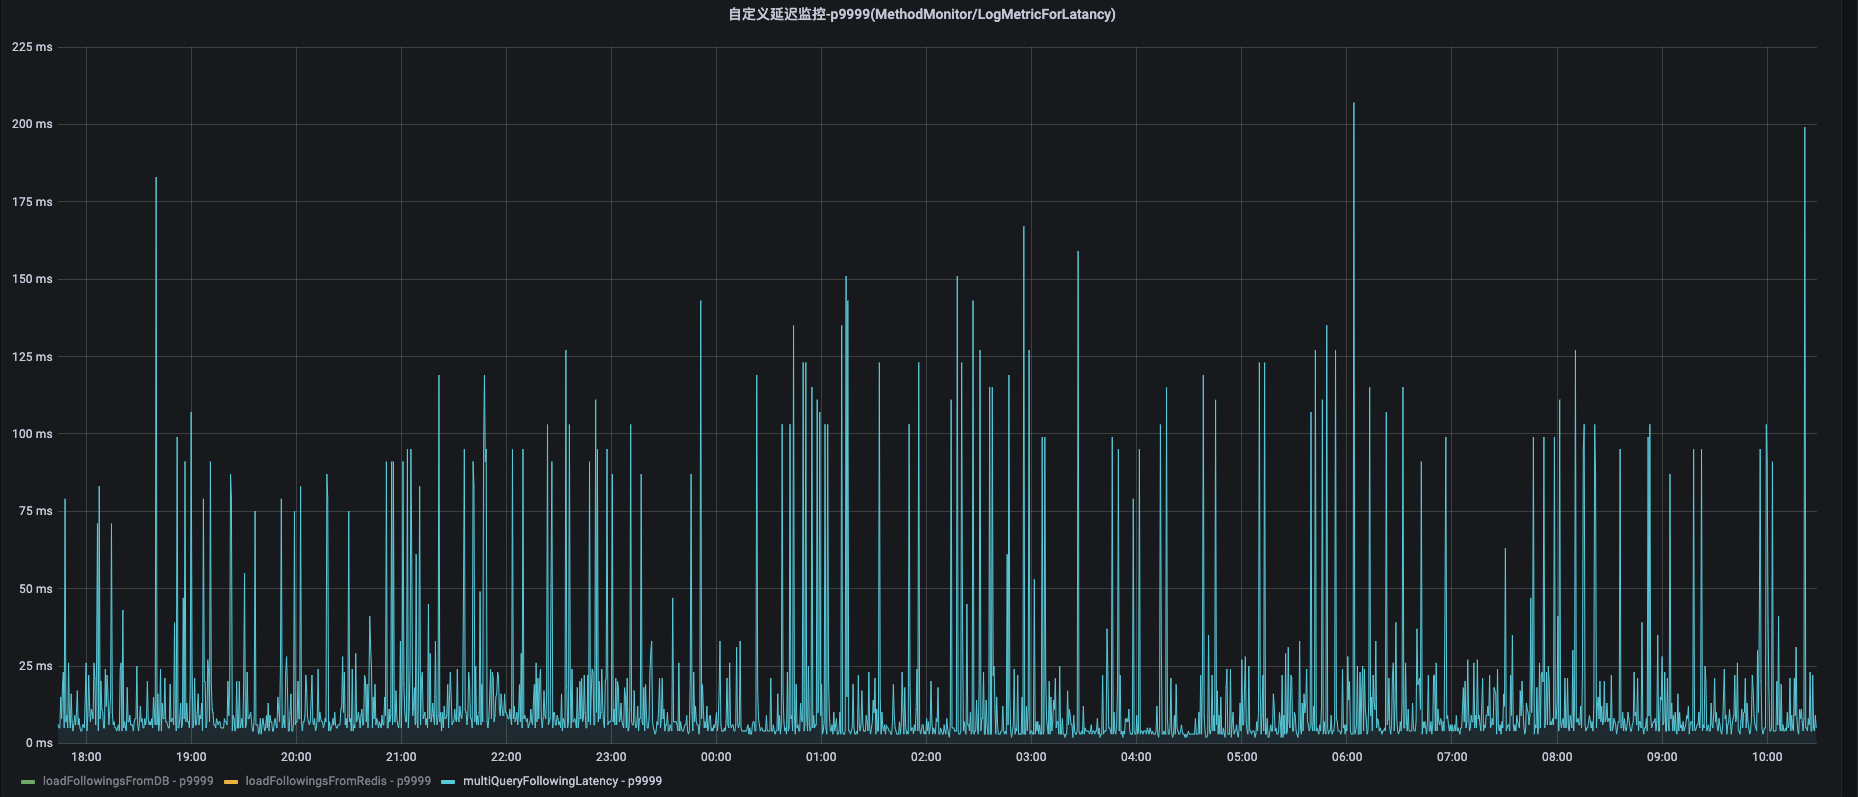 自定义延迟监控-p9999(MethodMonitor/LogMetricForLatancy)
225 ms
200 ms
175 ms
150 ms
125 ms
100 ms
75 ms
50 ms
25 ms
0 ms
18:00 19:00 20:00 21:00 22:00 23:00 00:00 01:00 02:00 03:00 04:00 05:00 06:00 07:00 08:00 09:00 10:00
loadFollowingsFromDB - p9999 loadFollowingsFromRedis - p9999 multiQueryFollowingLatency - p9999